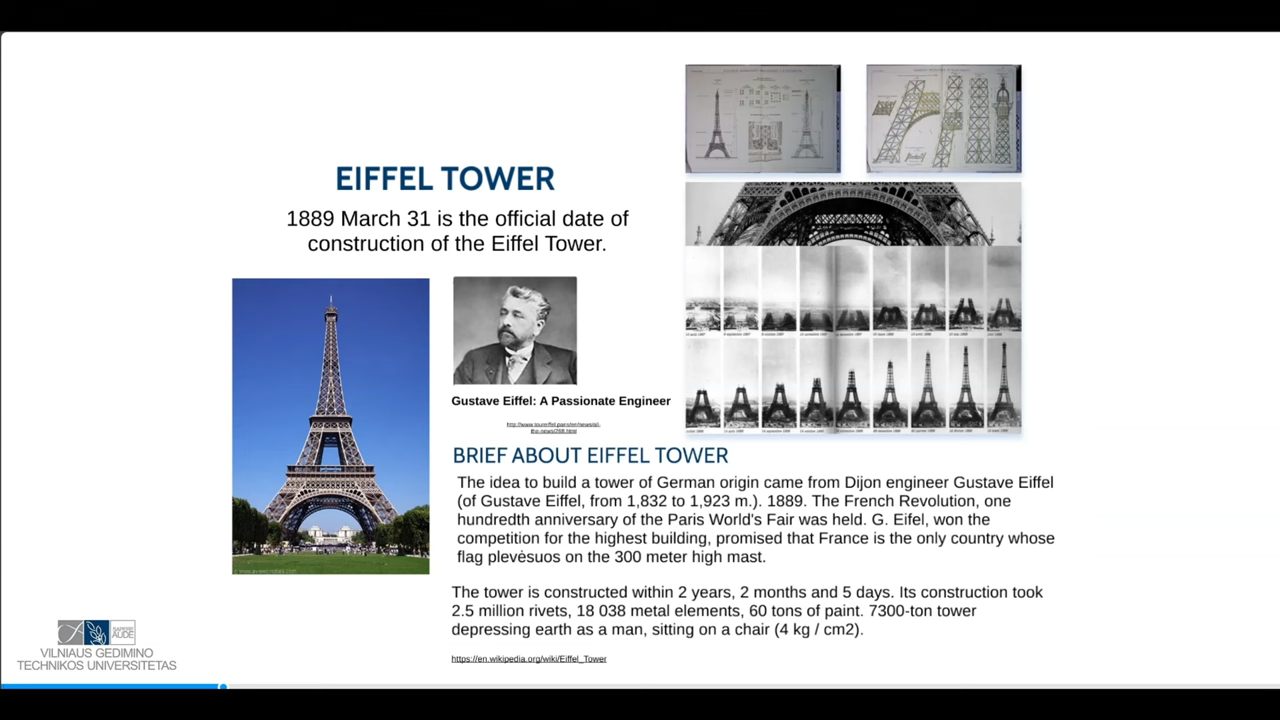 EIFFEL TOWER
1889 March 31 is the official date of
construction of the Eiffel Tower.
Gustave Eiffel: A Passionate Engineer
BRIEF ABOUT EIFFEL TOWER
The idea to build a tower of German origin came from Dijon engineer Gustave Eiffel
(of Gustave Eiffel, from 1,832 to 1,923 m.). 1889. The French Revolution, one
hundredth anniversary of the Paris World's Fair was held. G. Eifel, won the
competition for the highest building, promised that France is the only country whose
flag plevėsuos on the 300 meter high mast.
The tower is constructed within 2 years, 2 months and 5 days. Its construction took
2.5 million rivets, 18 038 metal elements, 60 tons of paint. 7300-ton tower
depressing earth as a man, sitting on a chair (4 kg / cm2).
https://en.wikipedia.org/wiki/Eiffel_Tower
VILNIAUS GEDIMINO
TECHNIKOS UNIVERSITETAS